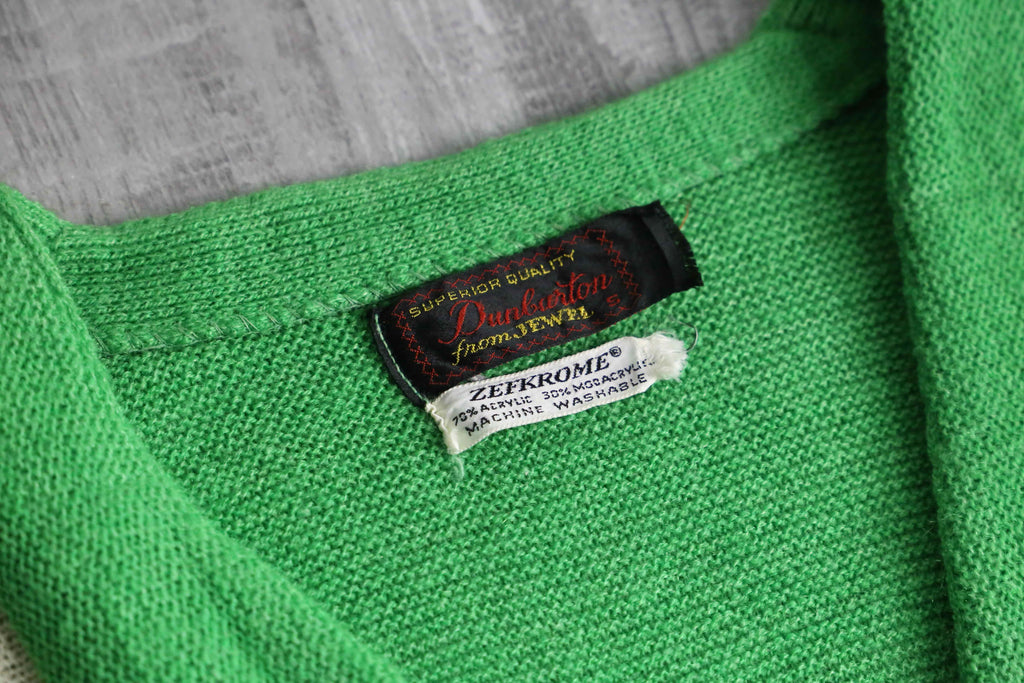 SUPERIOR QUALITY
Dunburton
from JEWEL
S
ZEFKROME®
70% ACRYLIC 30% MODACRYLIC
MACHINE WASHABLE